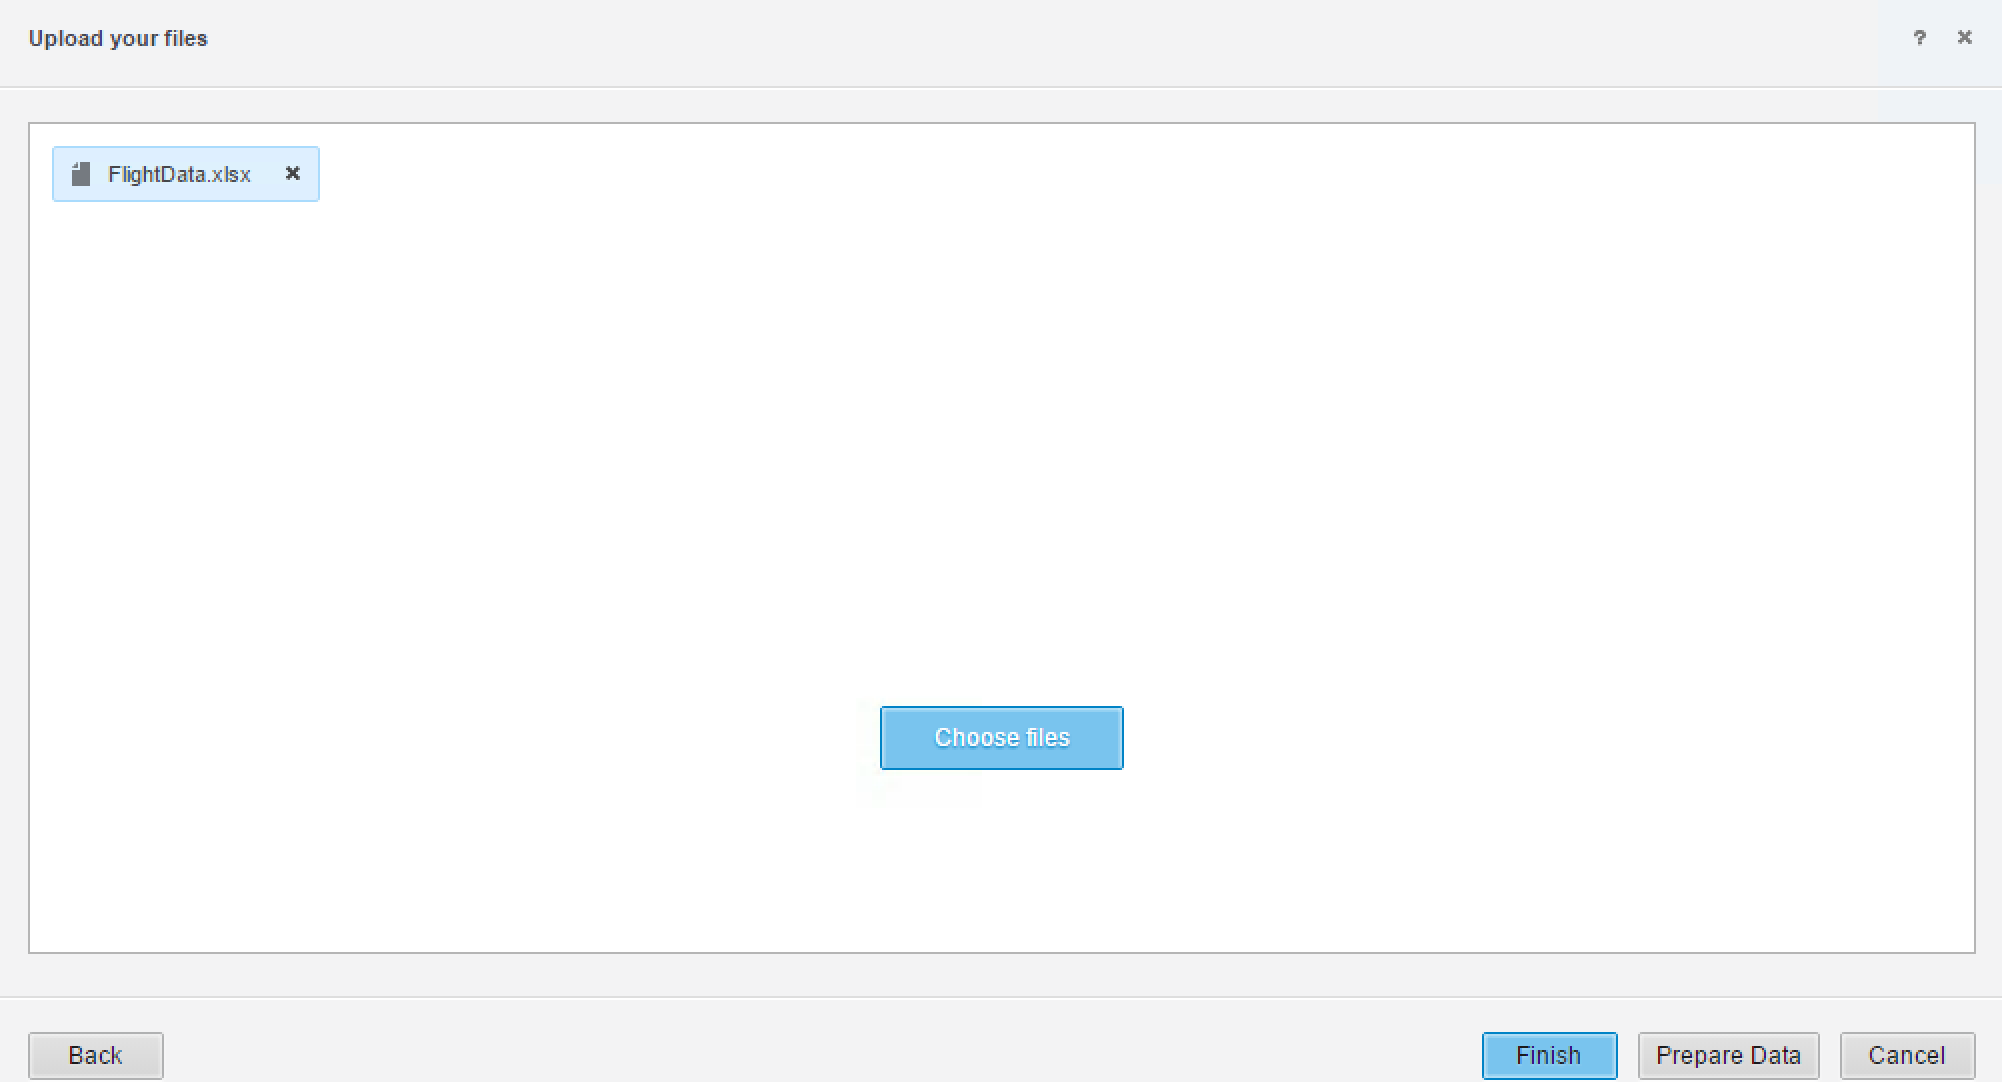 Upload your files
?
FlightData.xlsx
Choose files
Back
Finish
Prepare Data
Cancel